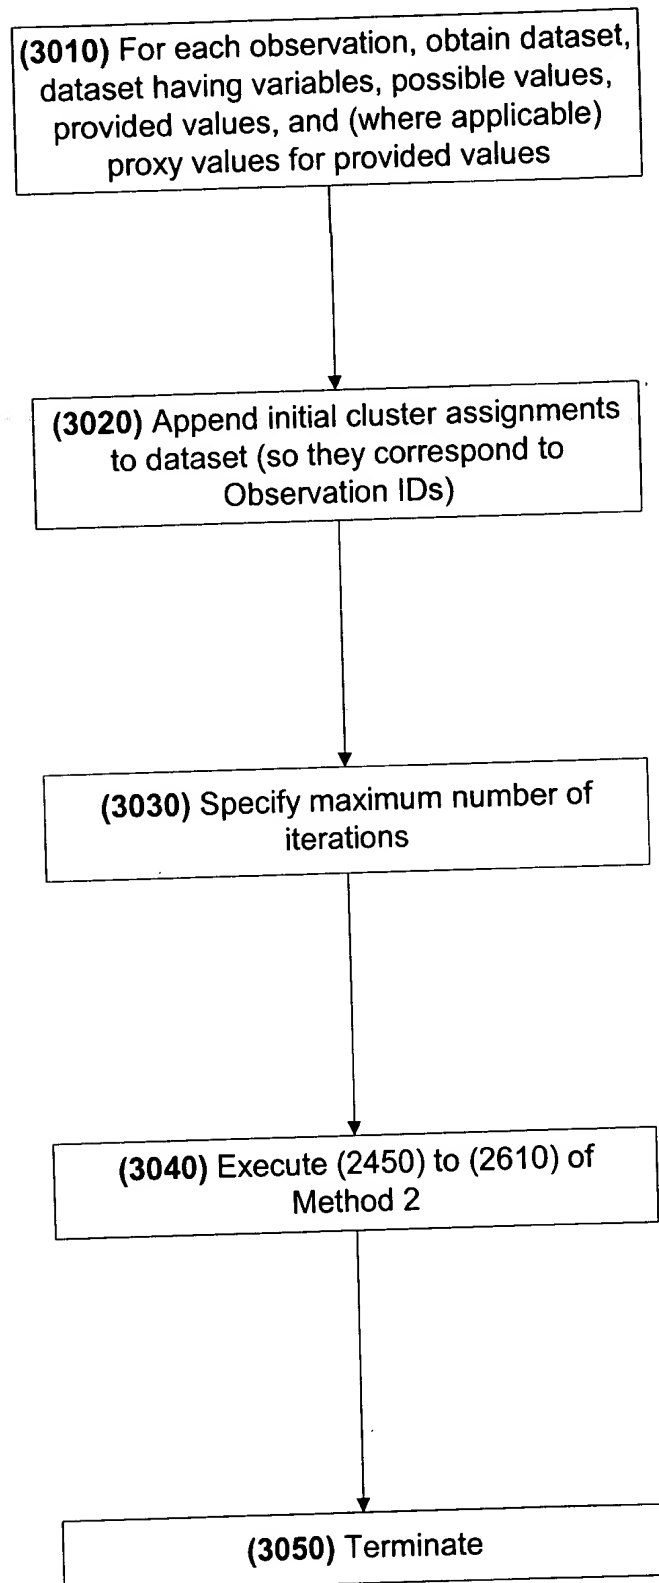 (3010) For each observation, obtain dataset,
dataset having variables, possible values,
provided values, and (where applicable)
proxy values for provided values
(3020) Append initial cluster assignments
to dataset (so they correspond to
Observation IDs)
(3030) Specify maximum number of
iterations
(3040) Execute (2450) to (2610) of
Method 2
(3050) Terminate